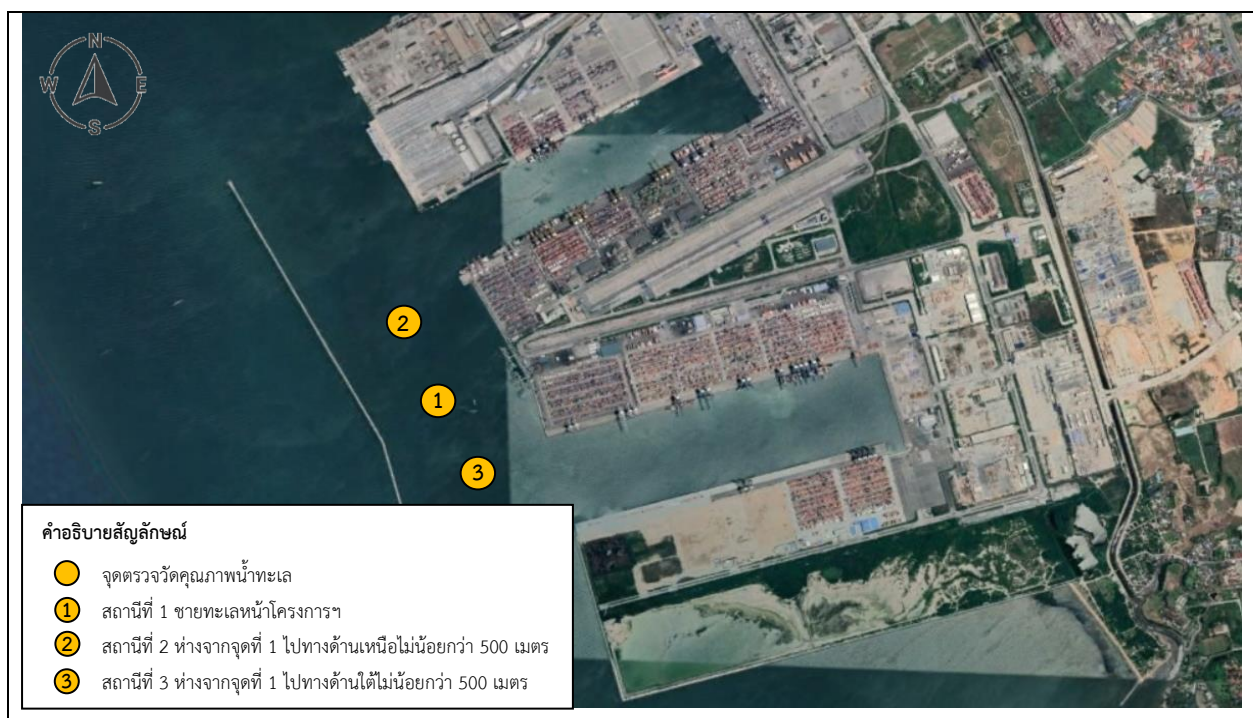 N
W E
S
2
1
3
คำอธิบายสัญลักษณ์
จุดตรวจวัดคุณภาพน้ำทะเล
1 สถานีที่ 1 ชายทะเลหน้าโครงการฯ
2 สถานีที่ 2 ห่างจากจุดที่ 1 ไปทางด้านเหนือไม่น้อยกว่า 500 เมตร
3 สถานีที่ 3 ห่างจากจุดที่ 1 ไปทางด้านใต้ไม่น้อยกว่า 500 เมตร